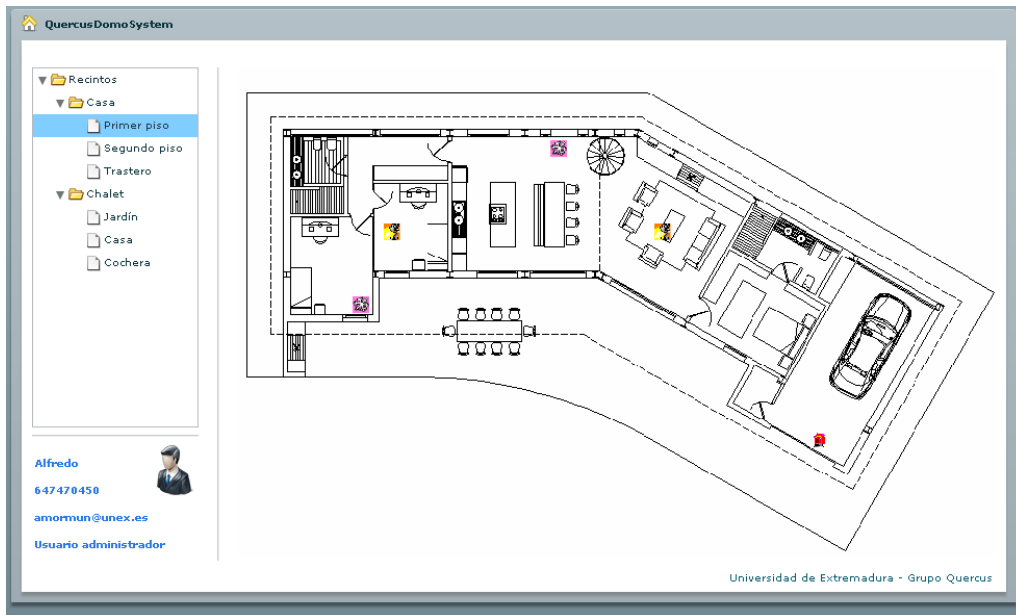 QuercusDomoSystem
Recintos
Casa
Primer piso
Segundo piso
Trastero
Chalet
Jardín
Casa
Cochera
Alfredo
647470450
amormun@unex.es
Usuario administrador
Universidad de Extremadura - Grupo Quercus